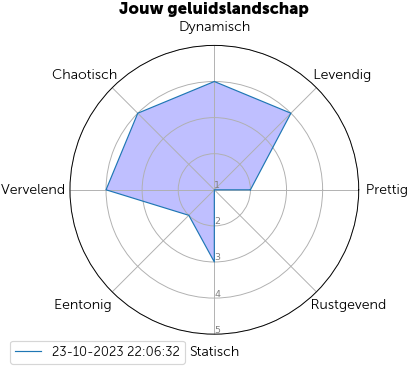 Jouw geluidslandschap
Dynamisch
Chaotisch
Levendig
Vervelend
1
Prettig
2
3
4
Eentonig
Rustgevend
5
23-10-2023 22:06:32
Statisch